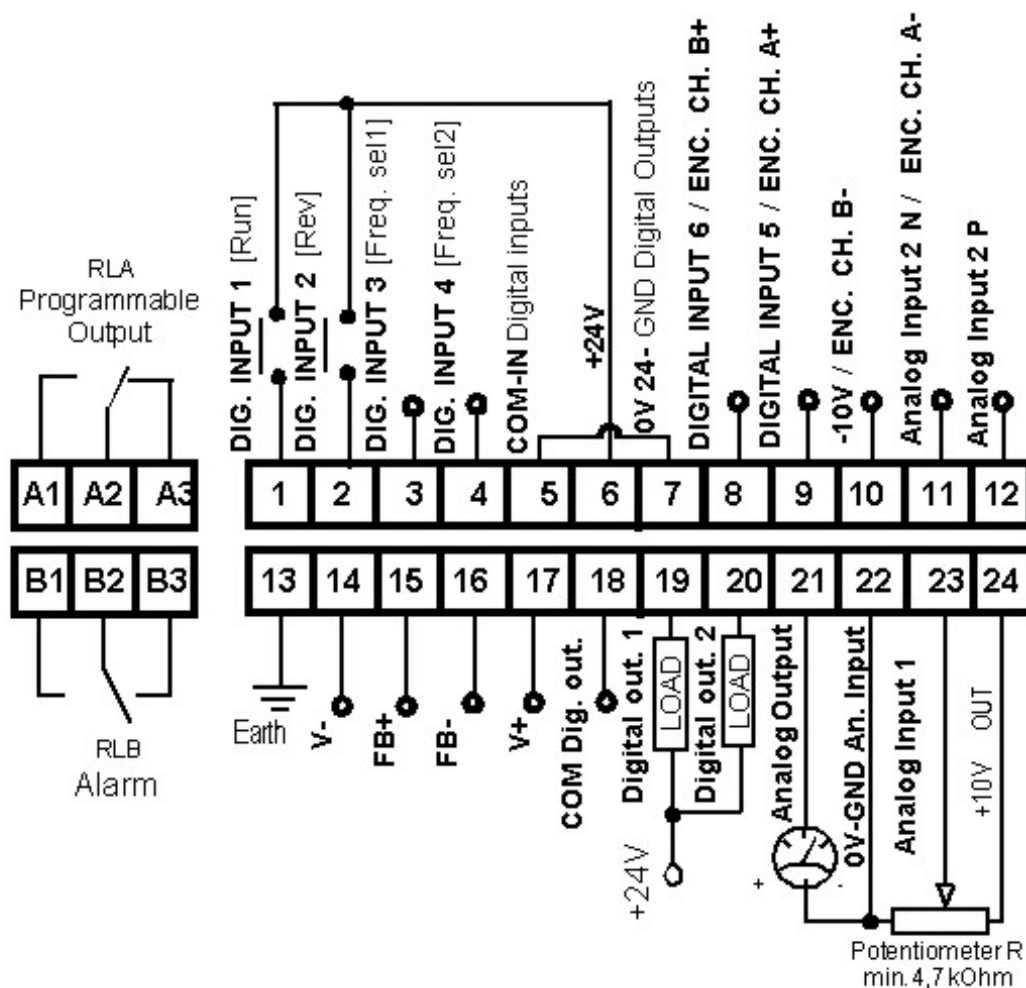 RLA
Programmable
Output
DIG. INPUT 1 [Run]
DIG. INPUT 2 [Rev]
DIG. INPUT 3 [Freq. sel1]
DIG. INPUT 4 [Freq. sel2]
COM-IN Digital inputs
+24V
0V 24- GND Digital Outputs
DIGITAL INPUT 6 / ENC. CH. B+
DIGITAL INPUT 5 / ENC. CH. A+
-10V / ENC. CH. B-
Analog Input 2 N / ENC. CH. A-
Analog Input 2 P
A1 A2 A3
1 2 3 4 5 6 7 8 9 10 11 12
B1 B2 B3
13 14 15 16 17 18 19 20 21 22 23 24
RLB
Alarm
Earth
V-
FB+
FB-
V+
COM Dig. out.
Digital out. 1
LOAD
Digital out. 2
LOAD
+24V
Analog Output
+ -
0V-GND An. Input
Analog Input 1
+10V OUT
Potentiometer R
min. 4,7 kOhm